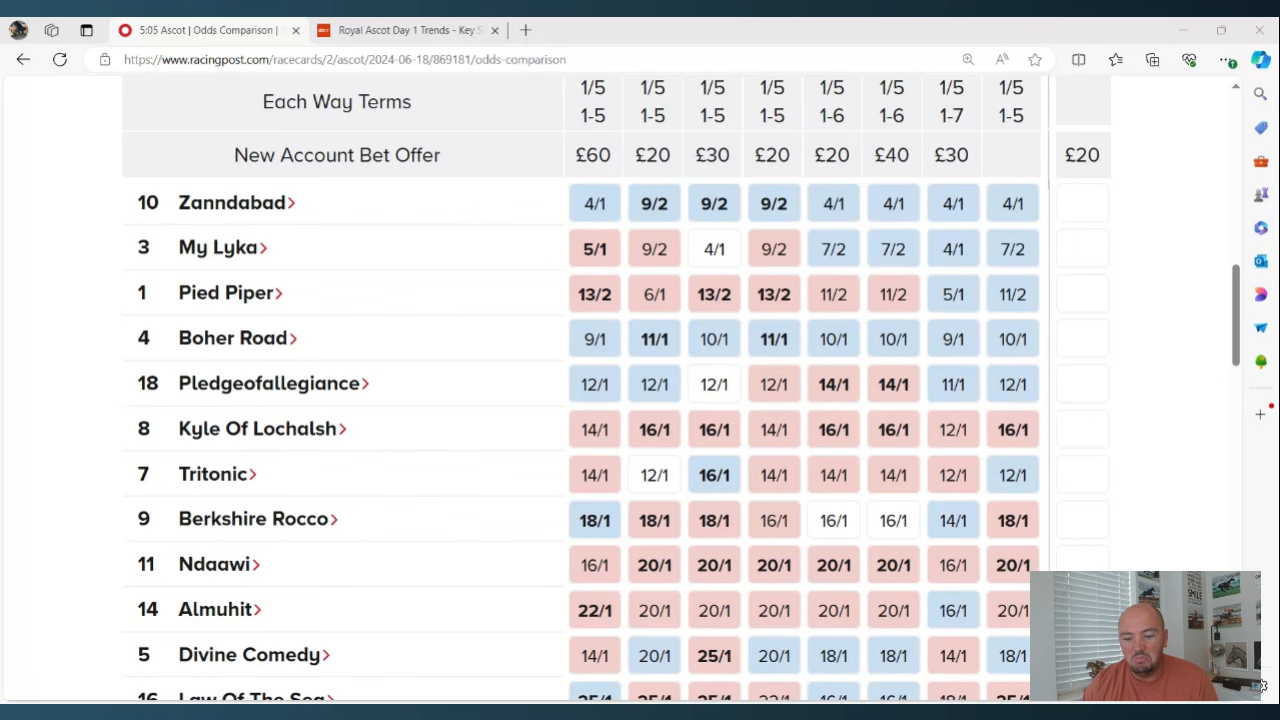 5:05 Ascot | Odds Comparison |
Royal Ascot Day 1 Trends - Key S
https://www.racingpost.com/racecards/2/ascot/2024-06-18/869181/odds-comparison
Each Way Terms 1/5 1/5 1/5 1/5 1/5 1/5 1/5 1/5
1-5 1-5 1-5 1-5 1-6 1-6 1-7 1-5
New Account Bet Offer £60 £20 £30 £20 £20 £40 £30 £20
10 Zanndabad> 4/1 9/2 9/2 9/2 4/1 4/1 4/1 4/1
3 My Lyka> 5/1 9/2 4/1 9/2 7/2 7/2 4/1 7/2
1 Pied Piper> 13/2 6/1 13/2 13/2 11/2 11/2 5/1 11/2
4 Boher Road> 9/1 11/1 10/1 11/1 10/1 10/1 9/1 10/1
18 Pledgeofallegiance> 12/1 12/1 12/1 12/1 14/1 14/1 11/1 12/1
8 Kyle Of Lochalsh> 14/1 16/1 16/1 14/1 16/1 16/1 12/1 16/1
7 Tritonic> 14/1 12/1 16/1 14/1 14/1 14/1 12/1 12/1
9 Berkshire Rocco> 18/1 18/1 18/1 16/1 16/1 16/1 14/1 18/1
11 Ndaawi> 16/1 20/1 20/1 20/1 20/1 20/1 16/1 20/1
14 Almuhit> 22/1 20/1 20/1 20/1 20/1 20/1 16/1 20/1
5 Divine Comedy> 14/1 20/1 25/1 20/1 18/1 18/1 14/1 18/1
16 Law Of The Sea>